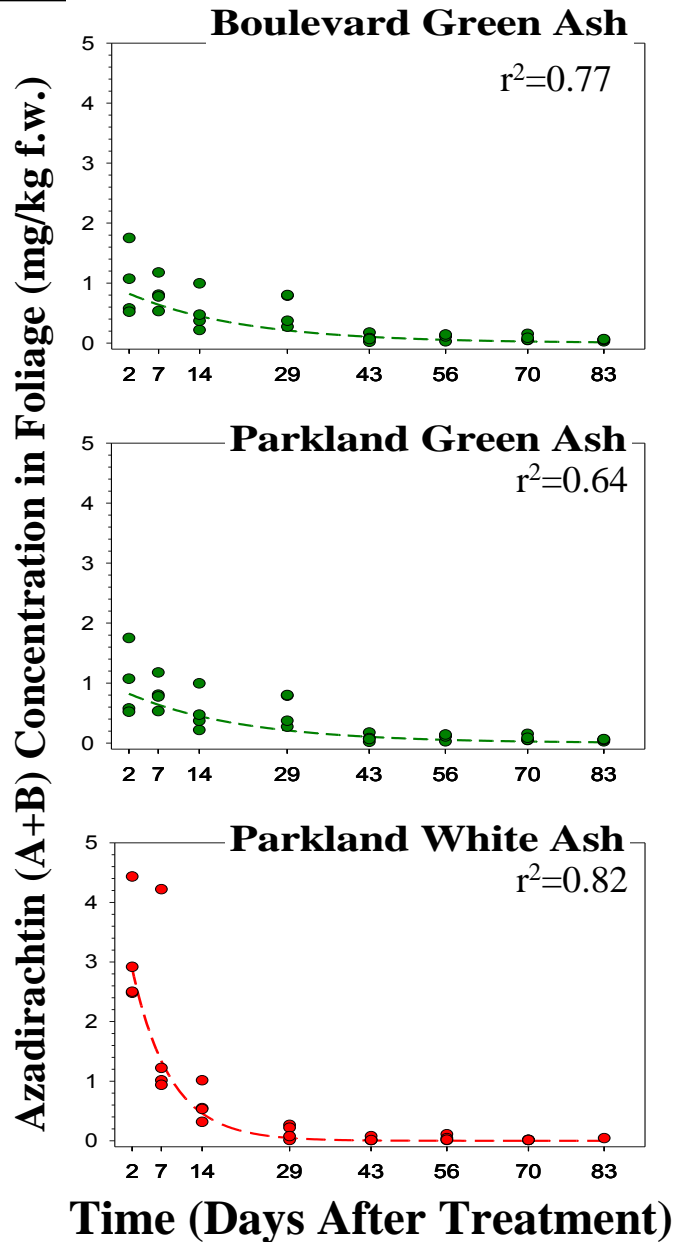 Azadirachtin (A+B) Concentration in Foliage (mg/kg f.w.)
Boulevard Green Ash
r²=0.77
5
4
3
2
1
0
2 7 14 29 43 56 70 83
Parkland Green Ash
r²=0.64
5
4
3
2
1
0
2 7 14 29 43 56 70 83
Parkland White Ash
r²=0.82
5
4
3
2
1
0
2 7 14 29 43 56 70 83
Time (Days After Treatment)